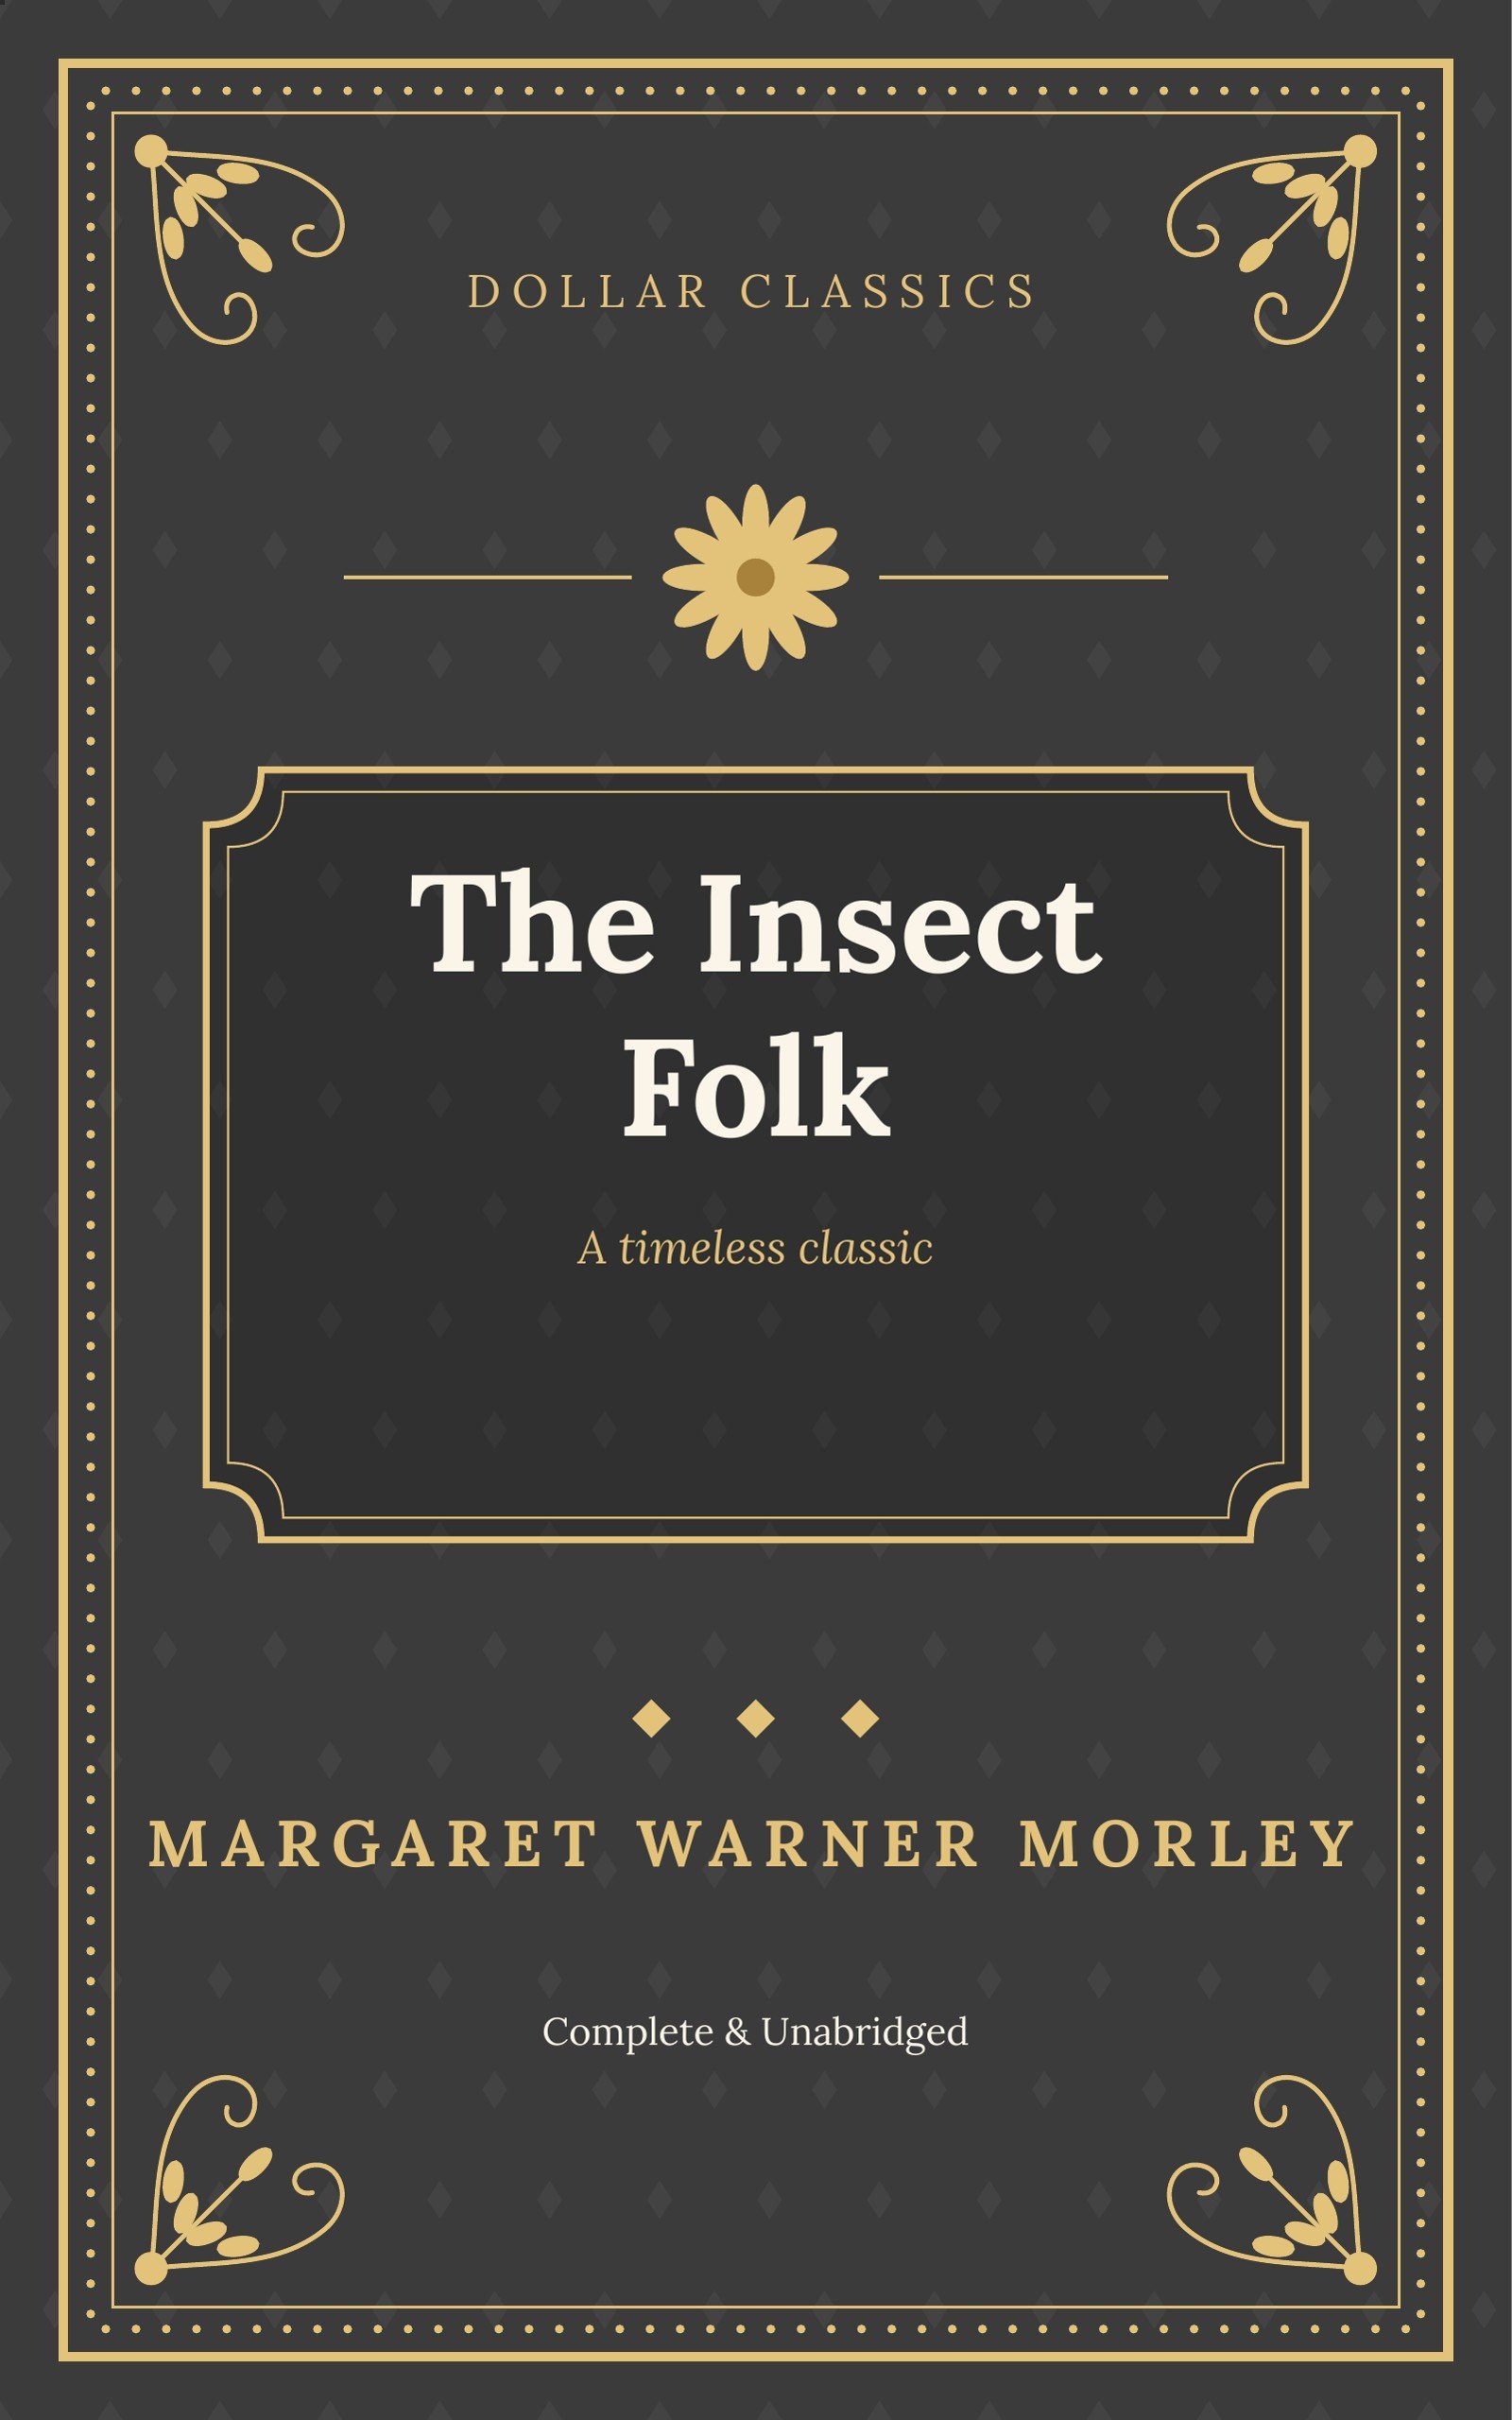 DOLLAR CLASSICS
The Insect
Folk
A timeless classic
MARGARET WARNER MORLEY
Complete & Unabridged